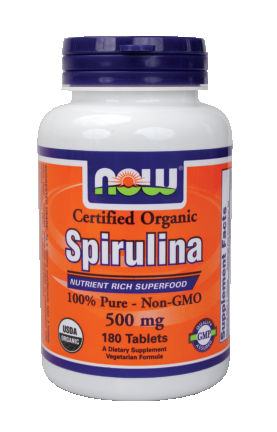 NOW
Certified Organic
Spirulina
NUTRIENT RICH SUPERFOOD
100% Pure - Non-GMO
500 mg
180 Tablets
A Dietary Supplement
Vegetarian Formula
USDA
ORGANIC
GMP
Supplement Facts